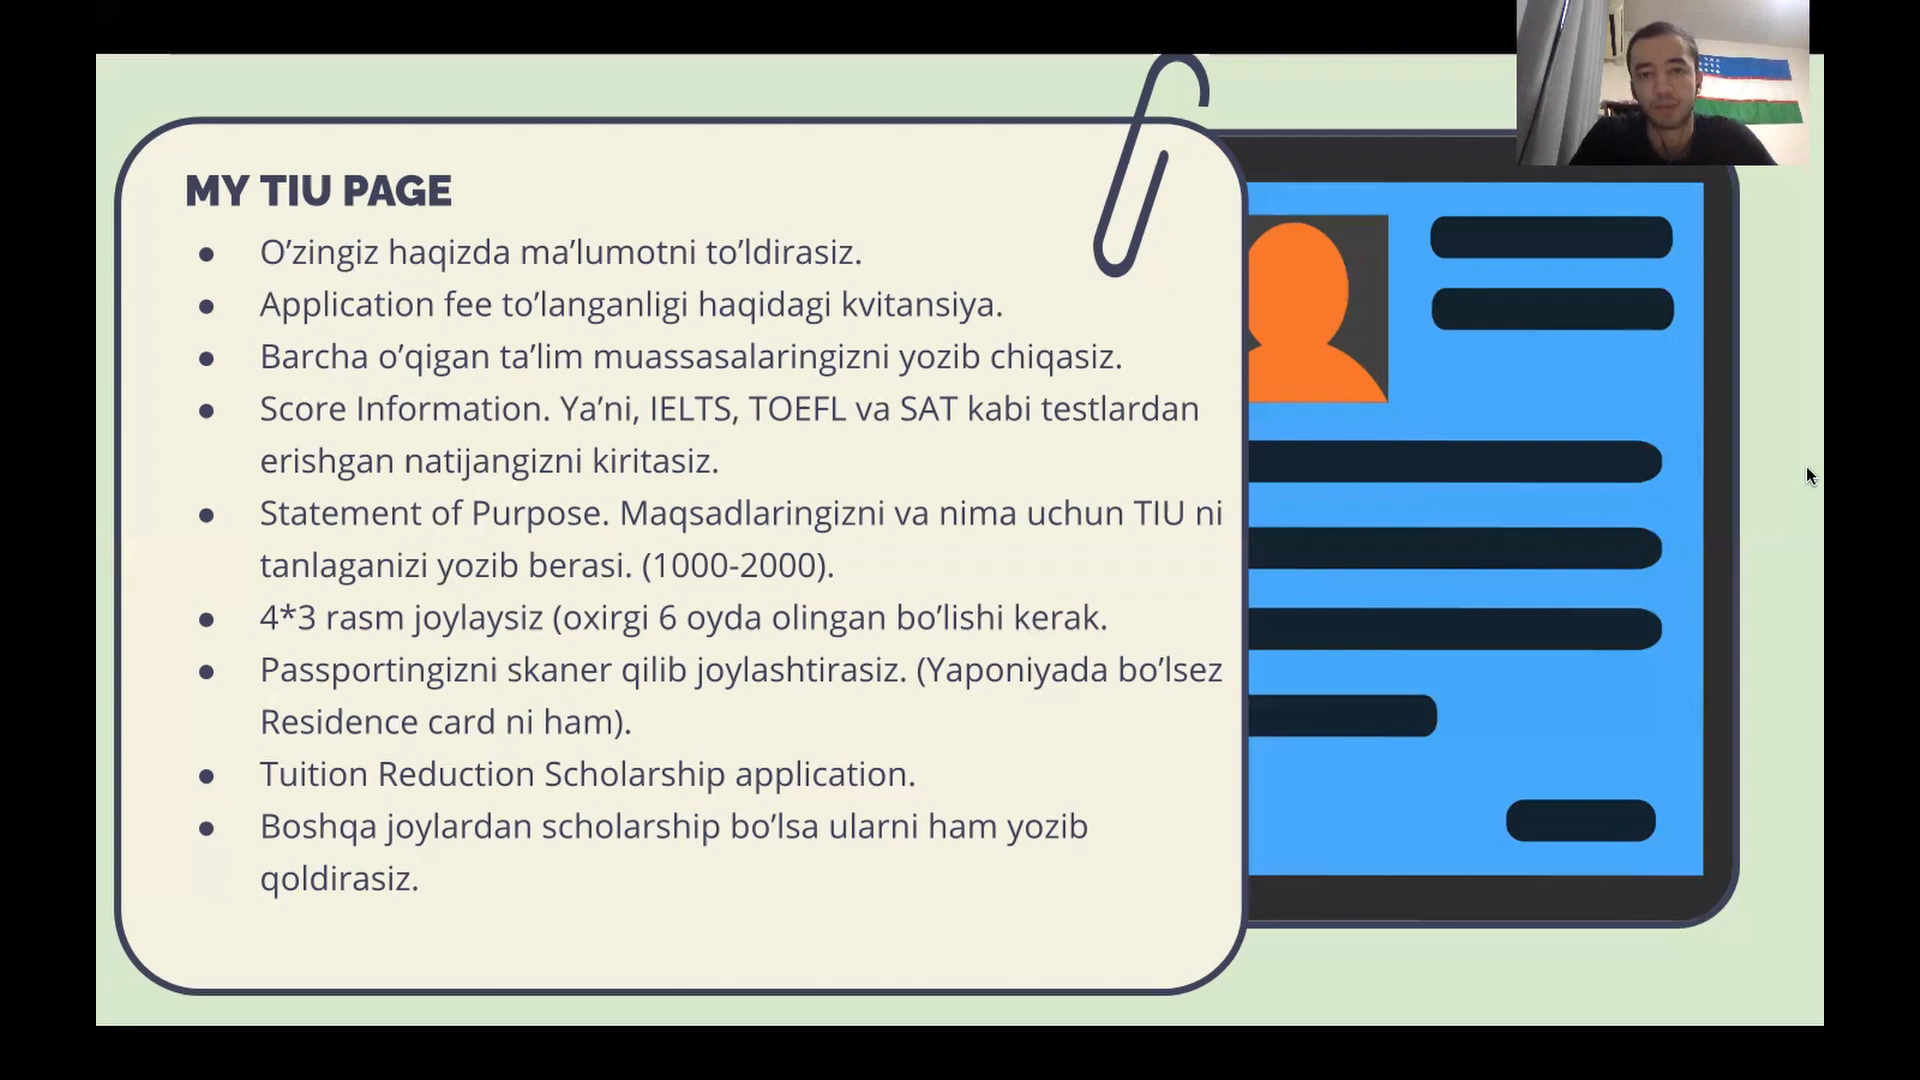 MY TIU PAGE
● O’zingiz haqizda ma’lumotni to’ldirasiz.
● Application fee to’langanligi haqidagi kvitansiya.
● Barcha o’qigan ta’lim muassasalaringizni yozib chiqasiz.
● Score Information. Ya’ni, IELTS, TOEFL va SAT kabi testlardan
erishgan natijangizni kiritasiz.
● Statement of Purpose. Maqsadlaringizni va nima uchun TIU ni
tanlaganizi yozib berasi. (1000-2000).
● 4*3 rasm joylaysiz (oxirgi 6 oyda olingan bo’lishi kerak.
● Passportingizni skaner qilib joylashtirasiz. (Yaponiyada bo’lsez
Residence card ni ham).
● Tuition Reduction Scholarship application.
● Boshqa joylardan scholarship bo’lsa ularni ham yozib
qoldirasiz.